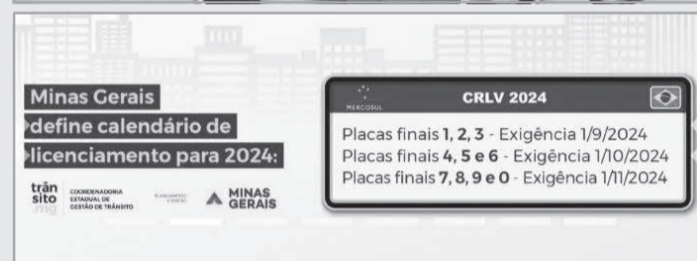 Minas Gerais
define calendário de
licenciamento para 2024:
trân
sito
.mg
COORDENADORIA
ESTADUAL DE
GESTÃO DE TRÂNSITO
PLANEJAMENTO
E GESTÃO
MINAS
GERAIS
MERCOSUL
CRLV 2024
Placas finais 1, 2, 3 - Exigência 1/9/2024
Placas finais 4, 5 e 6 - Exigência 1/10/2024
Placas finais 7, 8, 9 e 0 - Exigência 1/11/2024